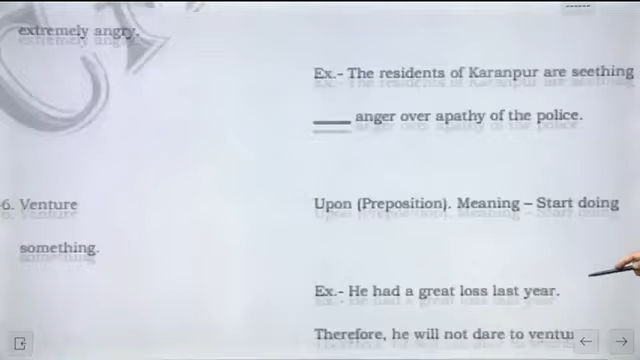 extremely angry.
Ex.- The residents of Karanpur are seething
____ anger over apathy of the police.
6. Venture Upon (Preposition). Meaning – Start doing
something.
Ex.- He had a great loss last year.
Therefore, he will not dare to